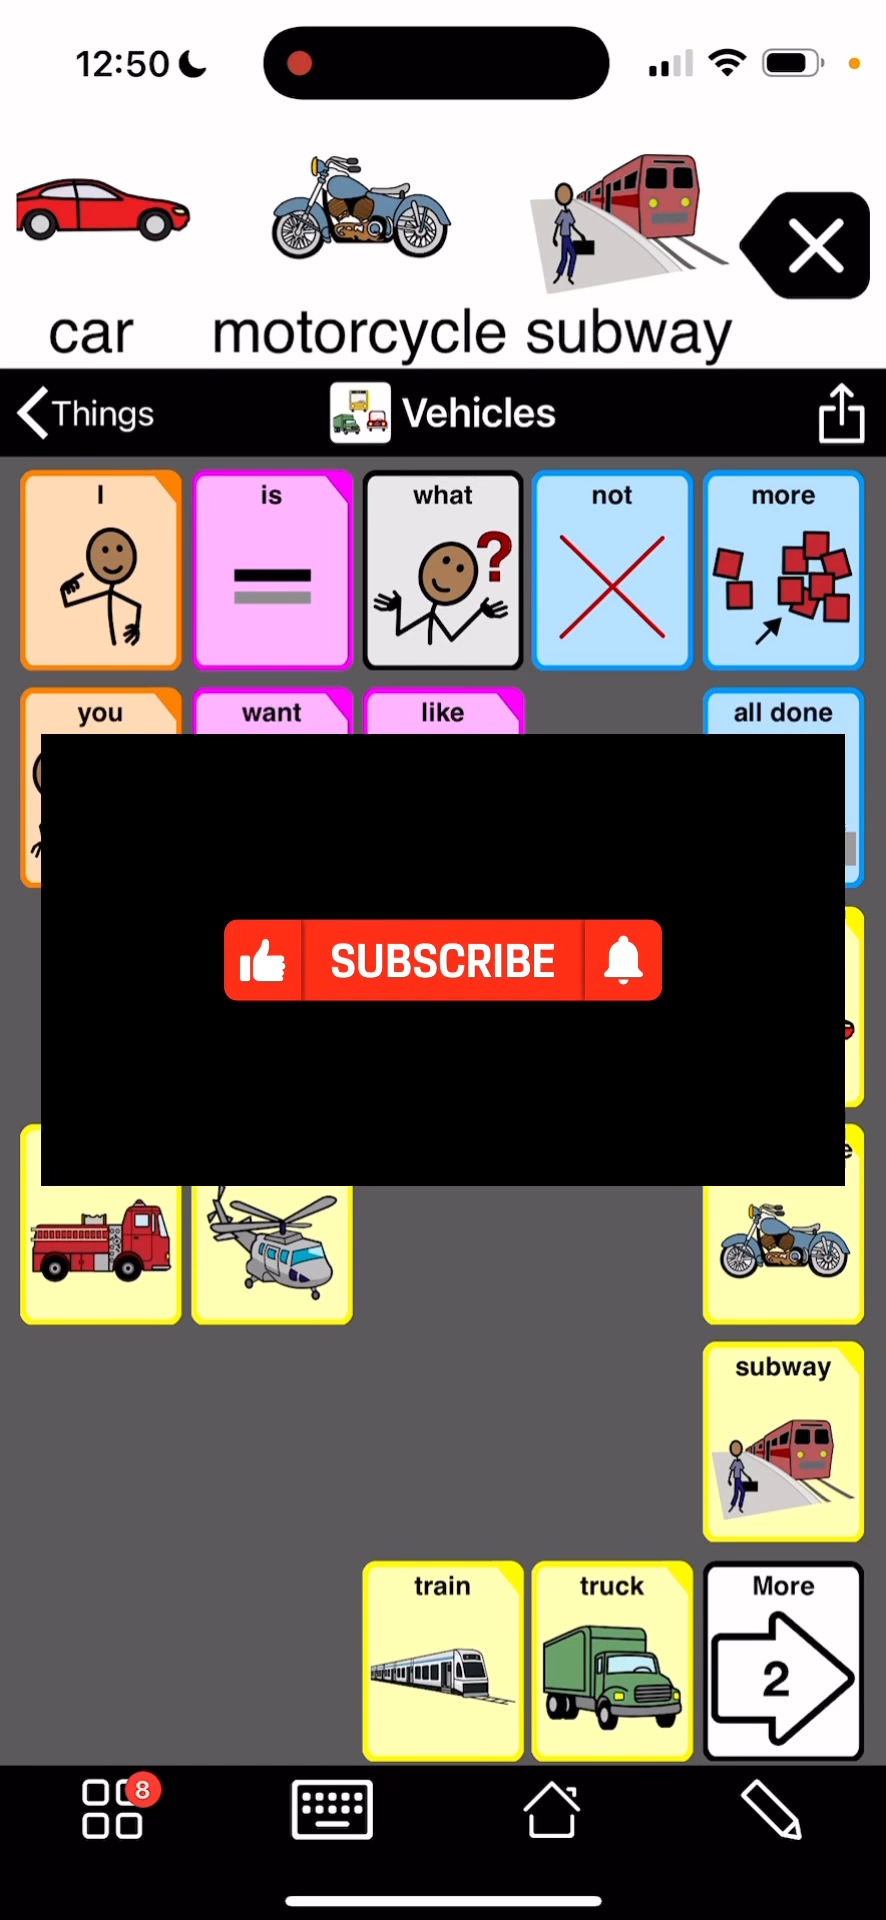 12:50
car motorcycle subway
Things Vehicles
I is what not more
you want like all done
SUBSCRIBE
subway
train truck More
2
8